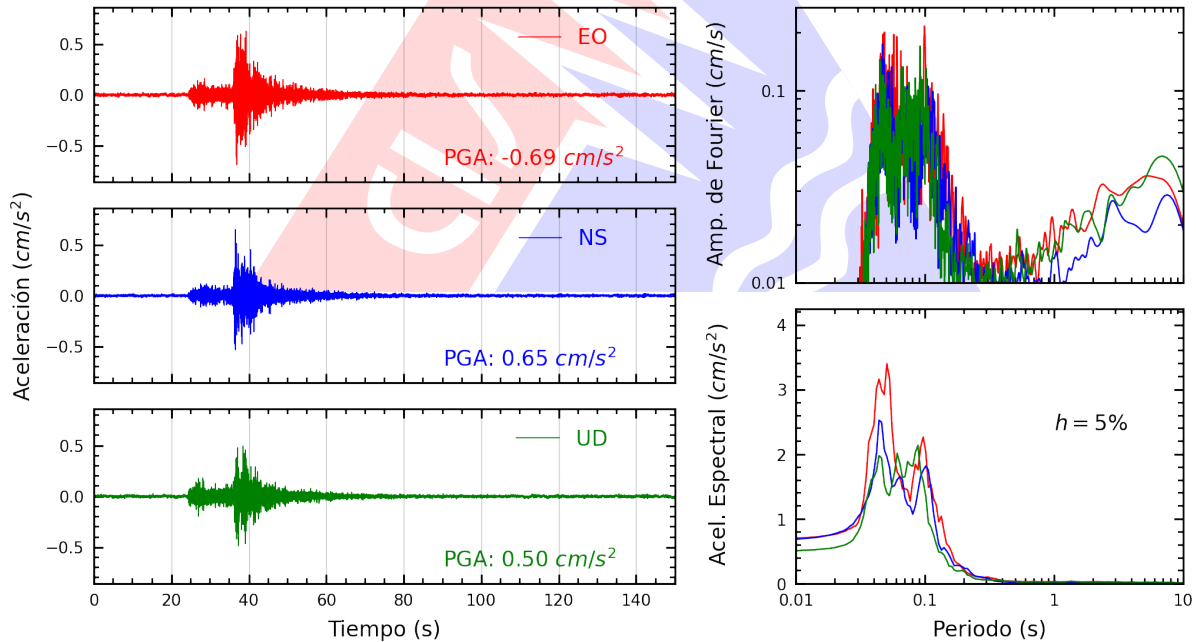 Aceleración (cm/s²)
0.5
0.0
−0.5
EO
PGA: -0.69 cm/s²
0.5
0.0
−0.5
NS
PGA: 0.65 cm/s²
0.5
0.0
−0.5
UD
PGA: 0.50 cm/s²
0 20 40 60 80 100 120 140
Tiempo (s)
Amp. de Fourier (cm/s)
0.1
0.01
Acel. Espectral (cm/s²)
4
3
2
1
0
h = 5%
0.01 0.1 1 10
Periodo (s)